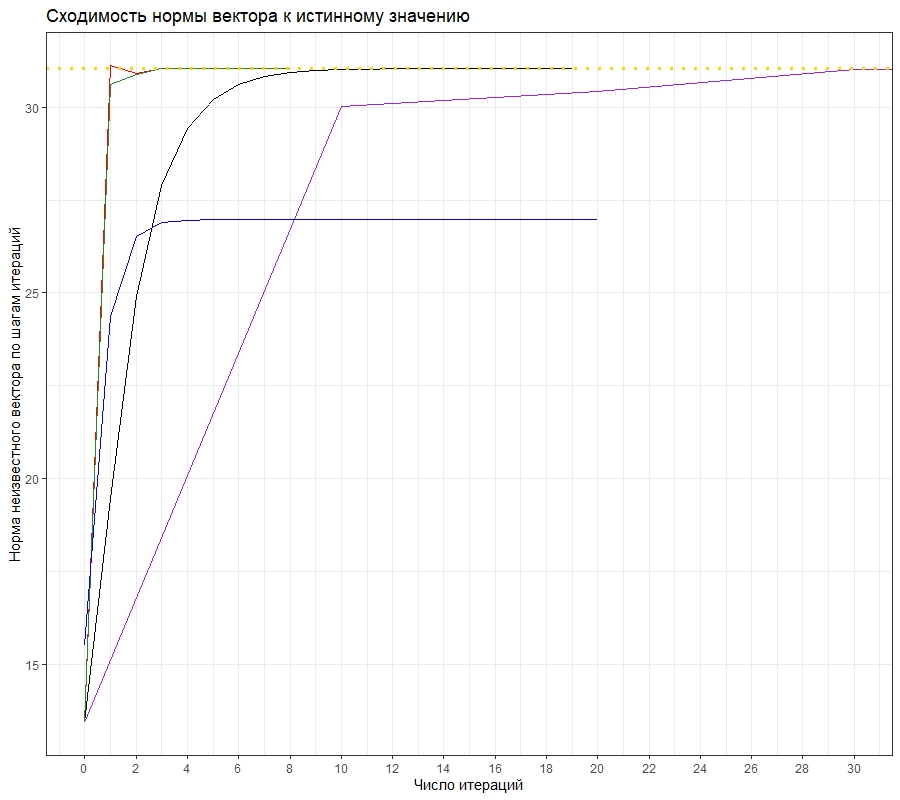 Сходимость нормы вектора к истинному значению
Норма неизвестного вектора по шагам итераций
30
25
20
15
0 2 4 6 8 10 12 14 16 18 20 22 24 26 28 30
Число итераций